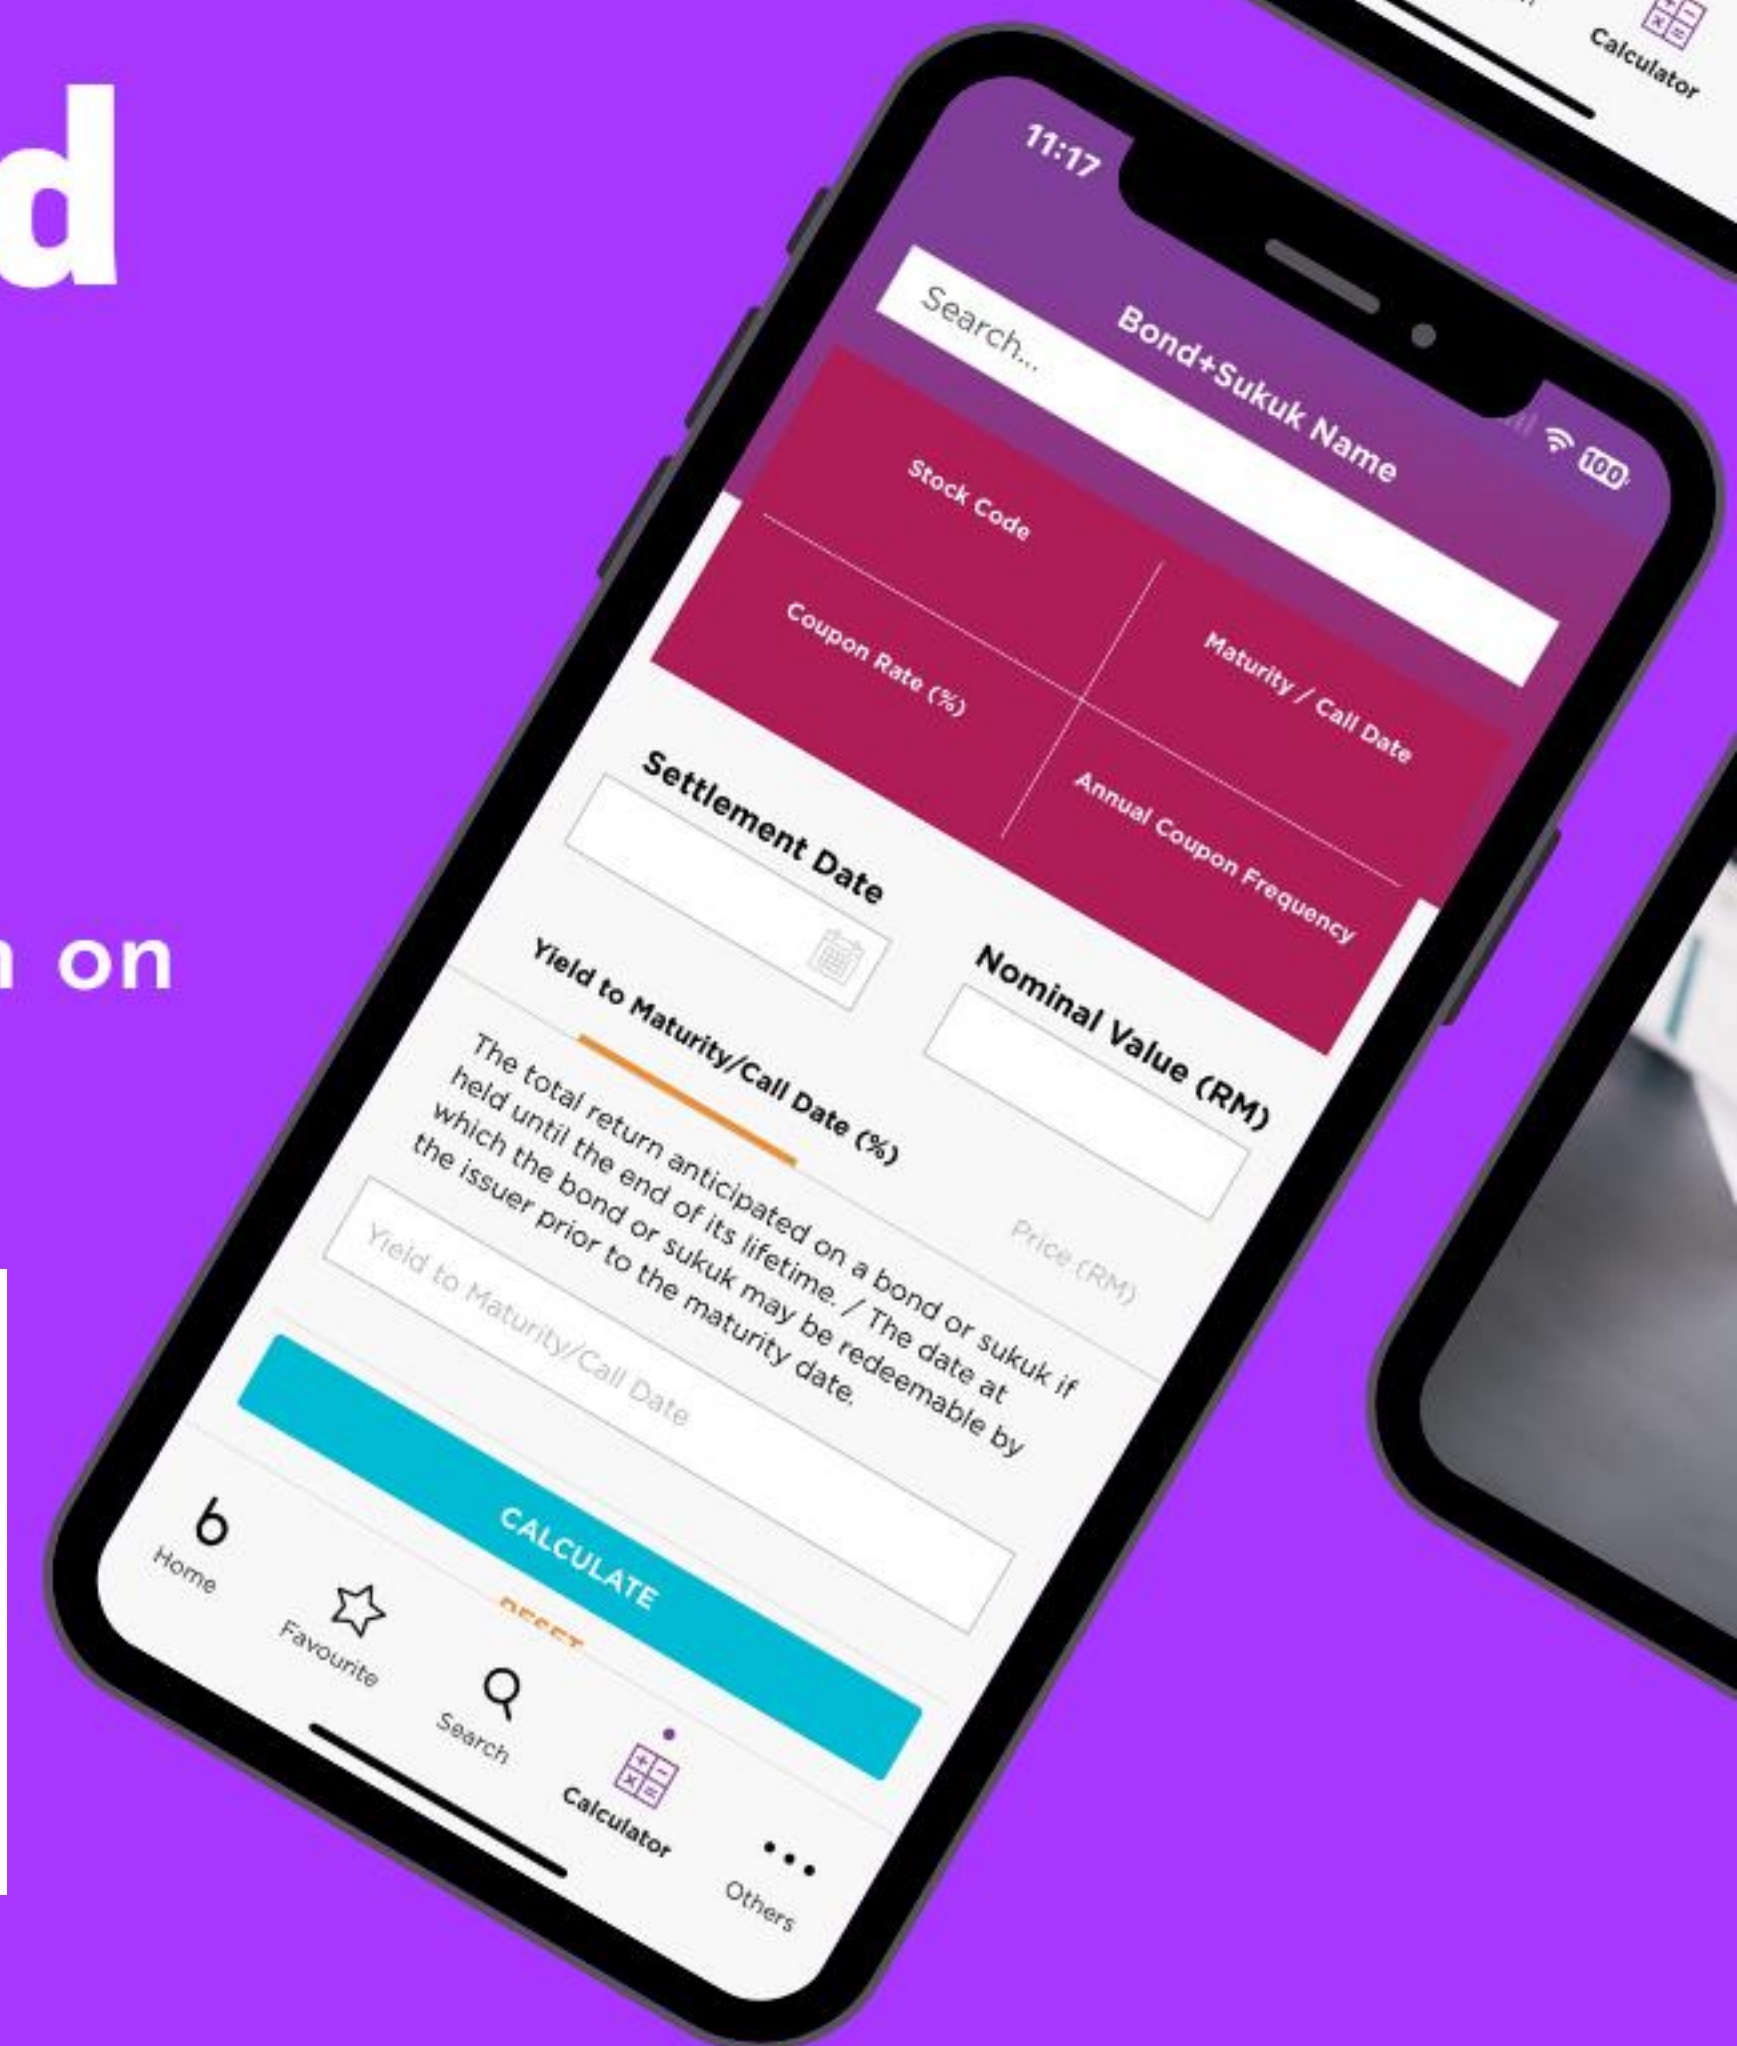 d
on
Calculator
11:17
100
Bond+Sukuk Name
Search...
Stock Code
Maturity / Call Date
Coupon Rate (%)
Annual Coupon Frequency
Settlement Date
Nominal Value (RM)
Yield to Maturity/Call Date (%)
Price (RM)
The total return anticipated on a bond or sukuk if
held until the end of its lifetime. / The date at
which the bond or sukuk may be redeemable by
the issuer prior to the maturity date.
Yield to Maturity/Call Date
CALCULATE
RESET
Home
Favourite
Search
Calculator
Others